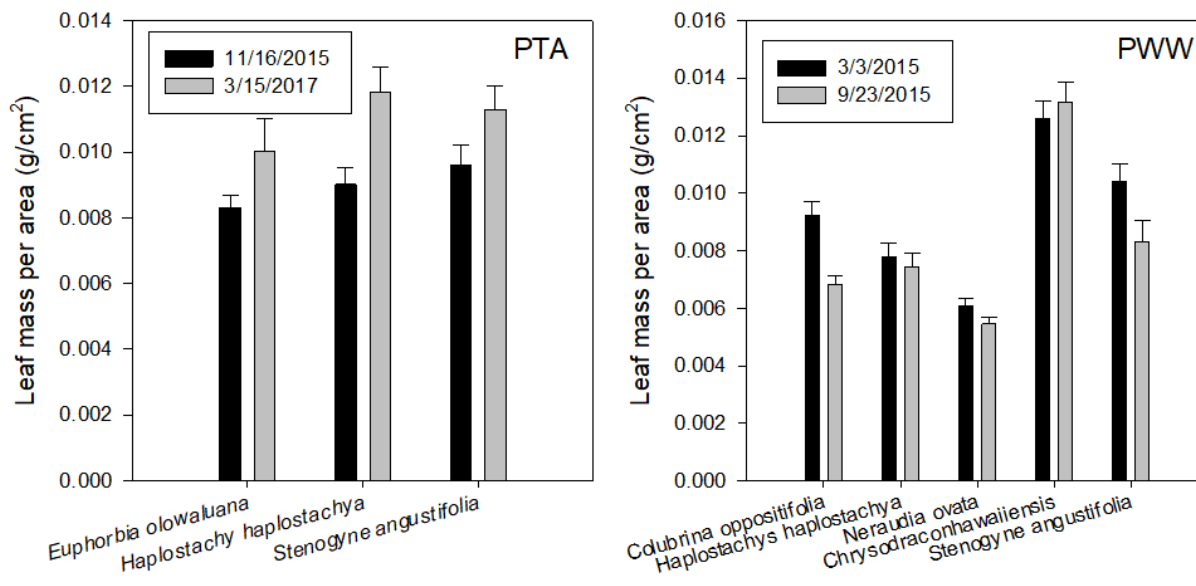 PTA
11/16/2015
3/15/2017
Leaf mass per area (g/cm²)
0.014
0.012
0.010
0.008
0.006
0.004
0.002
0.000
Euphorbia olowaluana
Haplostachy haplostachya
Stenogyne angustifolia
PWW
3/3/2015
9/23/2015
Leaf mass per area (g/cm²)
0.016
0.014
0.012
0.010
0.008
0.006
0.004
0.002
0.000
Colubrina oppositifolia
Haplostachys haplostachya
Neraudia ovata
Chrysodraconhawaiiensis
Stenogyne angustifolia